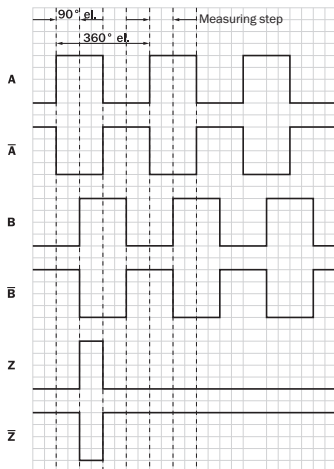 90° el.
Measuring step
360° el.
A
A̅
B
B̅
Z
Z̅